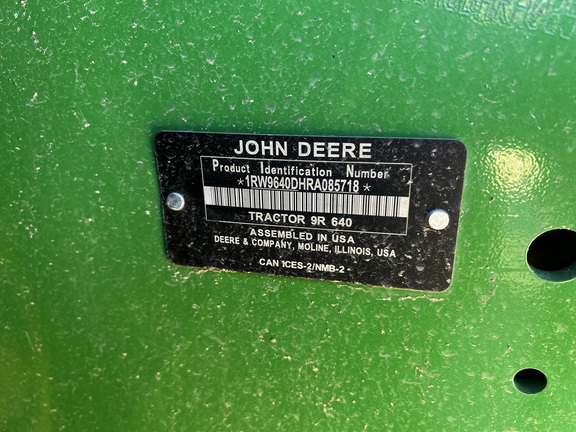 JOHN DEERE
Product Identification Number
*1RW9640DHRA085718*
TRACTOR 9R 640
ASSEMBLED IN USA
DEERE & COMPANY, MOLINE, ILLINOIS, USA
CAN 1CES-2/NMB-2